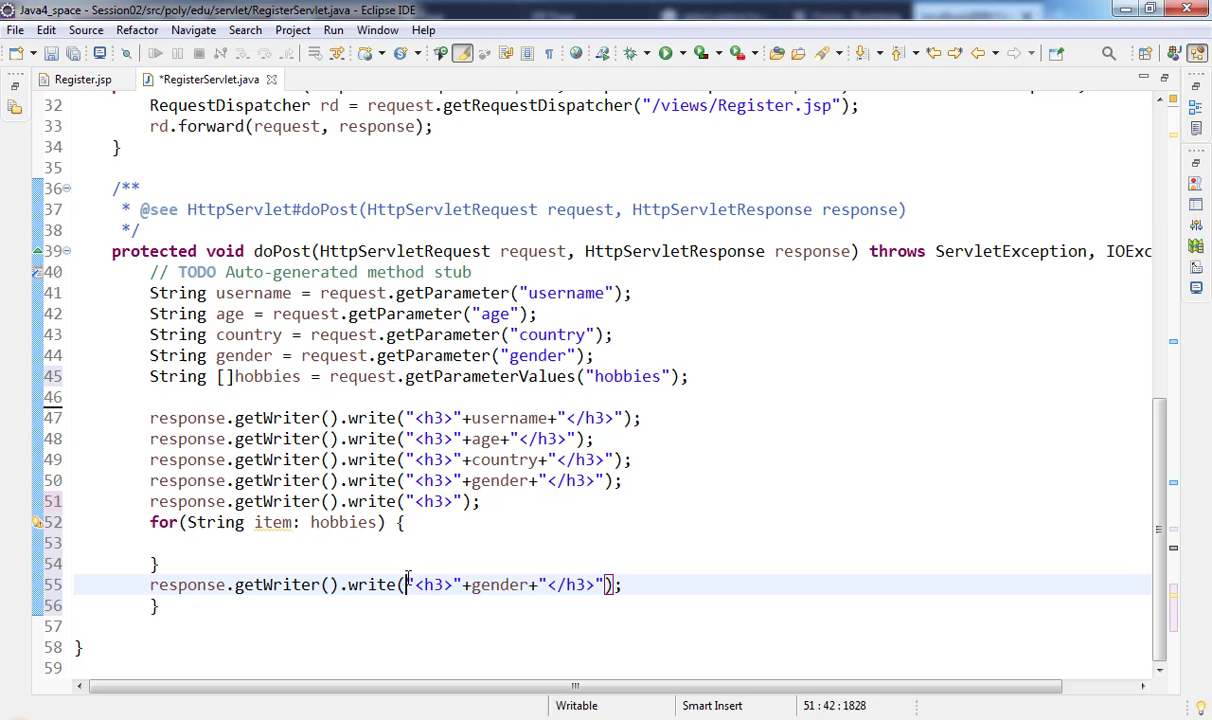 Java4_space - Session02/src/poly/edu/servlet/RegisterServlet.java - Eclipse IDE
File Edit Source Refactor Navigate Search Project Run Window Help
Register.jsp *RegisterServlet.java
32 RequestDispatcher rd = request.getRequestDispatcher("/views/Register.jsp");
33 rd.forward(request, response);
34 }
35
36 /**
37 * @see HttpServlet#doPost(HttpServletRequest request, HttpServletResponse response)
38 */
39 protected void doPost(HttpServletRequest request, HttpServletResponse response) throws ServletException, IOExc
40 // TODO Auto-generated method stub
41 String username = request.getParameter("username");
42 String age = request.getParameter("age");
43 String country = request.getParameter("country");
44 String gender = request.getParameter("gender");
45 String []hobbies = request.getParameterValues("hobbies");
46
47 response.getWriter().write("<h3>"+username+"</h3>");
48 response.getWriter().write("<h3>"+age+"</h3>");
49 response.getWriter().write("<h3>"+country+"</h3>");
50 response.getWriter().write("<h3>"+gender+"</h3>");
51 response.getWriter().write("<h3>");
52 for(String item: hobbies) {
53
54 }
55 response.getWriter().write("<h3>"+gender+"</h3>");
56 }
57
58 }
59
Writable Smart Insert 51 : 42 : 1828